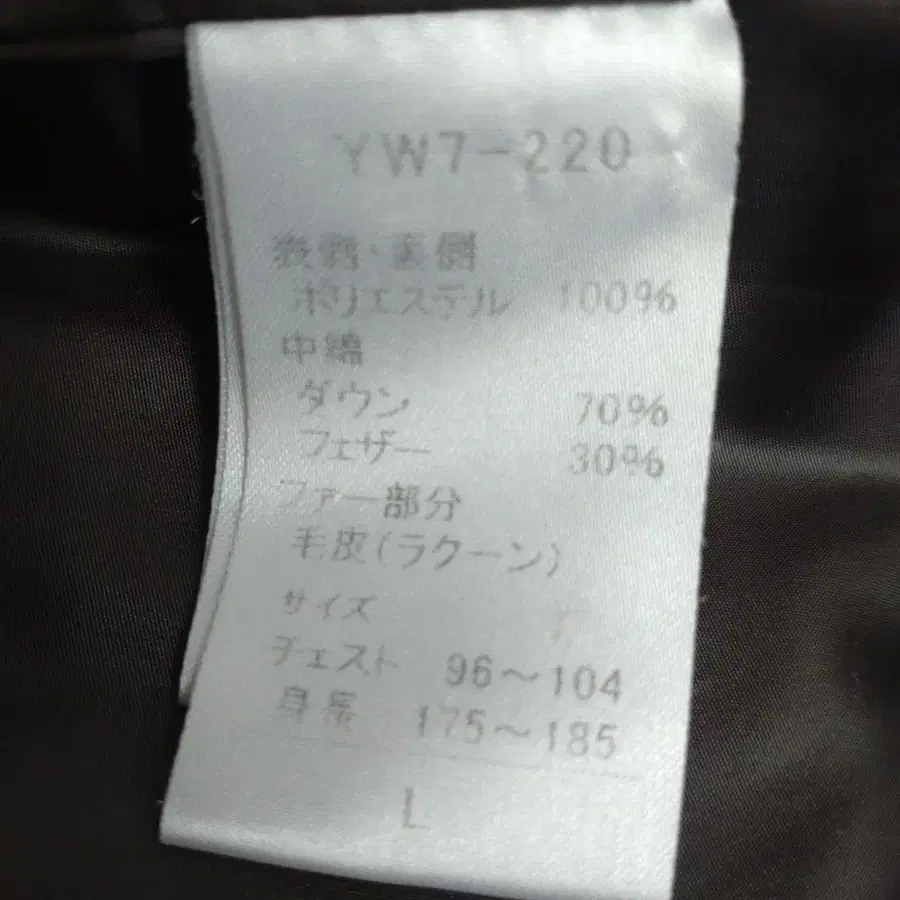 YW7-220
表側・裏側
ポリエステル 100%
中綿
ダウン 70%
フェザー 30%
ファー部分
毛皮(ラクーン)
サイズ
チェスト 96〜104
身長 175〜185
L